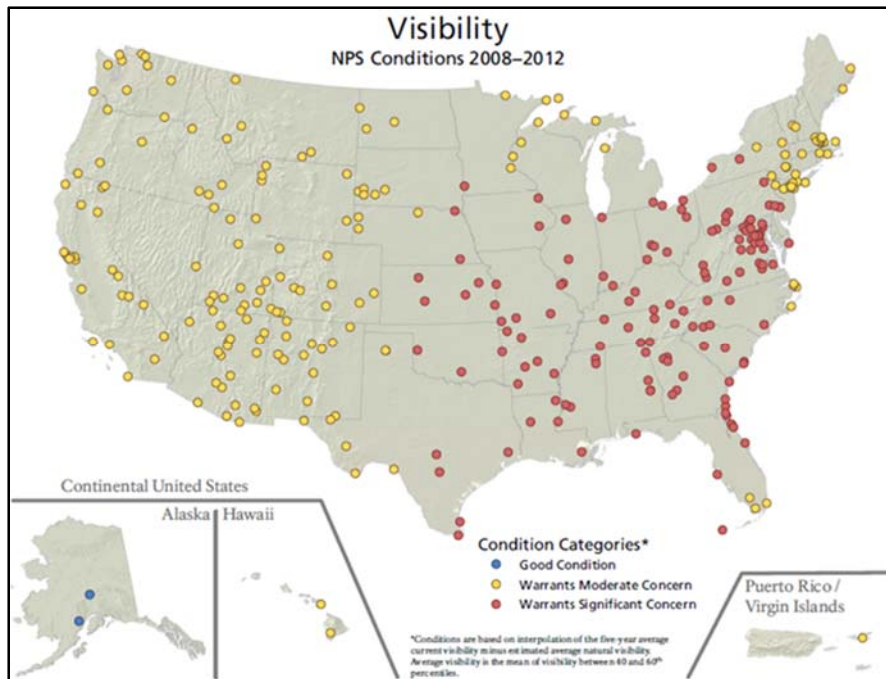 Visibility
NPS Conditions 2008–2012
Continental United States
Alaska
Hawaii
Condition Categories*
Good Condition
Warrants Moderate Concern
Warrants Significant Concern
Puerto Rico /
Virgin Islands
*Conditions are based on interpolation of the five-year average
current visibility minus estimated average natural visibility.
Average visibility is the mean of visibility between 40 and 60th
percentiles.